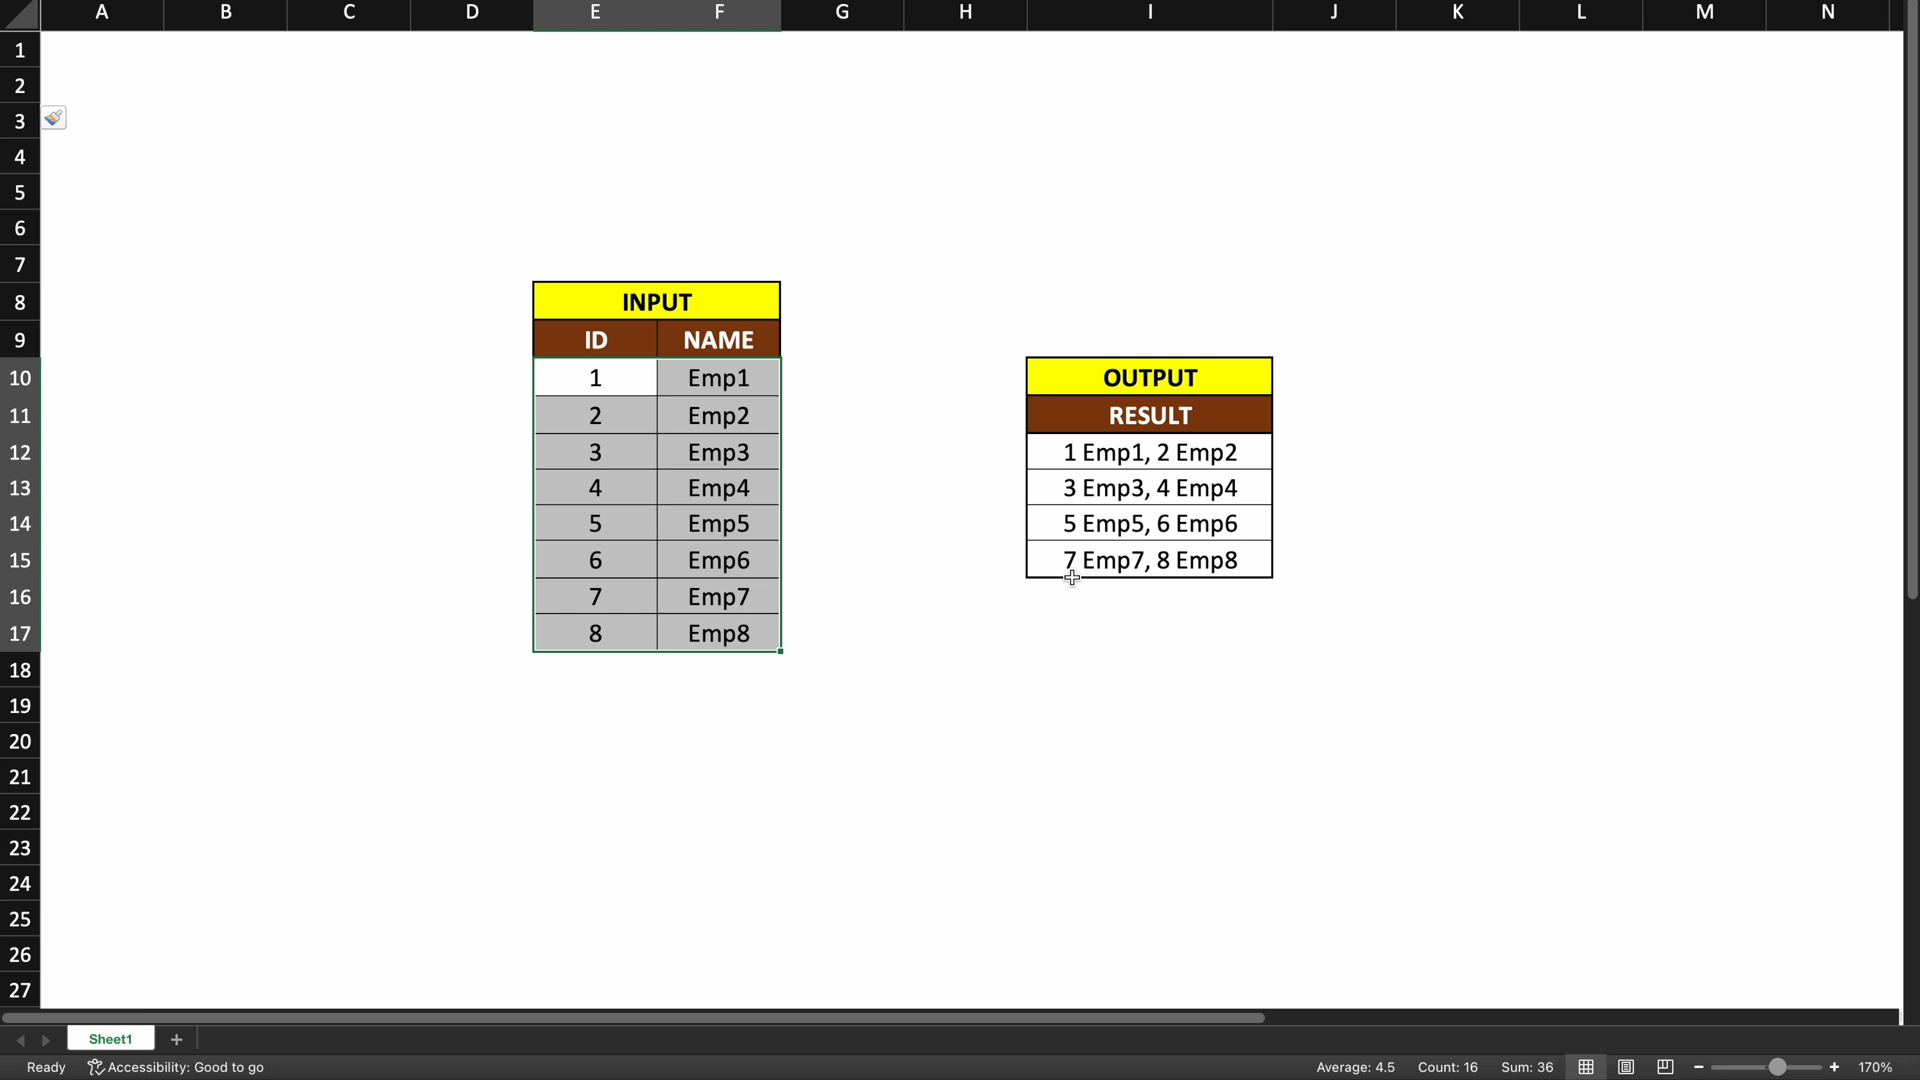 A B C D E F G H I J K L M N
1
2
3
4
5
6
7
8
9
10
11
12
13
14
15
16
17
18
19
20
21
22
23
24
25
26
27
INPUT
ID NAME
1 Emp1
2 Emp2
3 Emp3
4 Emp4
5 Emp5
6 Emp6
7 Emp7
8 Emp8
OUTPUT
RESULT
1 Emp1, 2 Emp2
3 Emp3, 4 Emp4
5 Emp5, 6 Emp6
7 Emp7, 8 Emp8
Sheet1 +
Ready Accessibility: Good to go Average: 4.5 Count: 16 Sum: 36 − + 170%